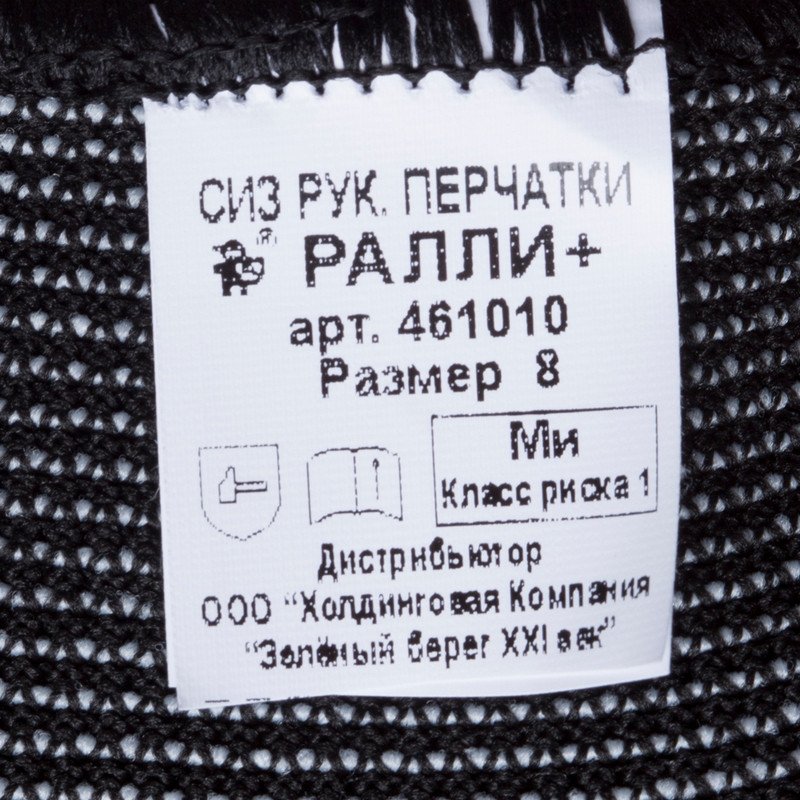 СИЗ РУК. ПЕРЧАТКИ
РАЛЛИ+
арт. 461010
Размер 8
Ми
Класс риска 1
Дистрибьютор
ООО "Холдинговая Компания
"Зелёный берег XXI век"